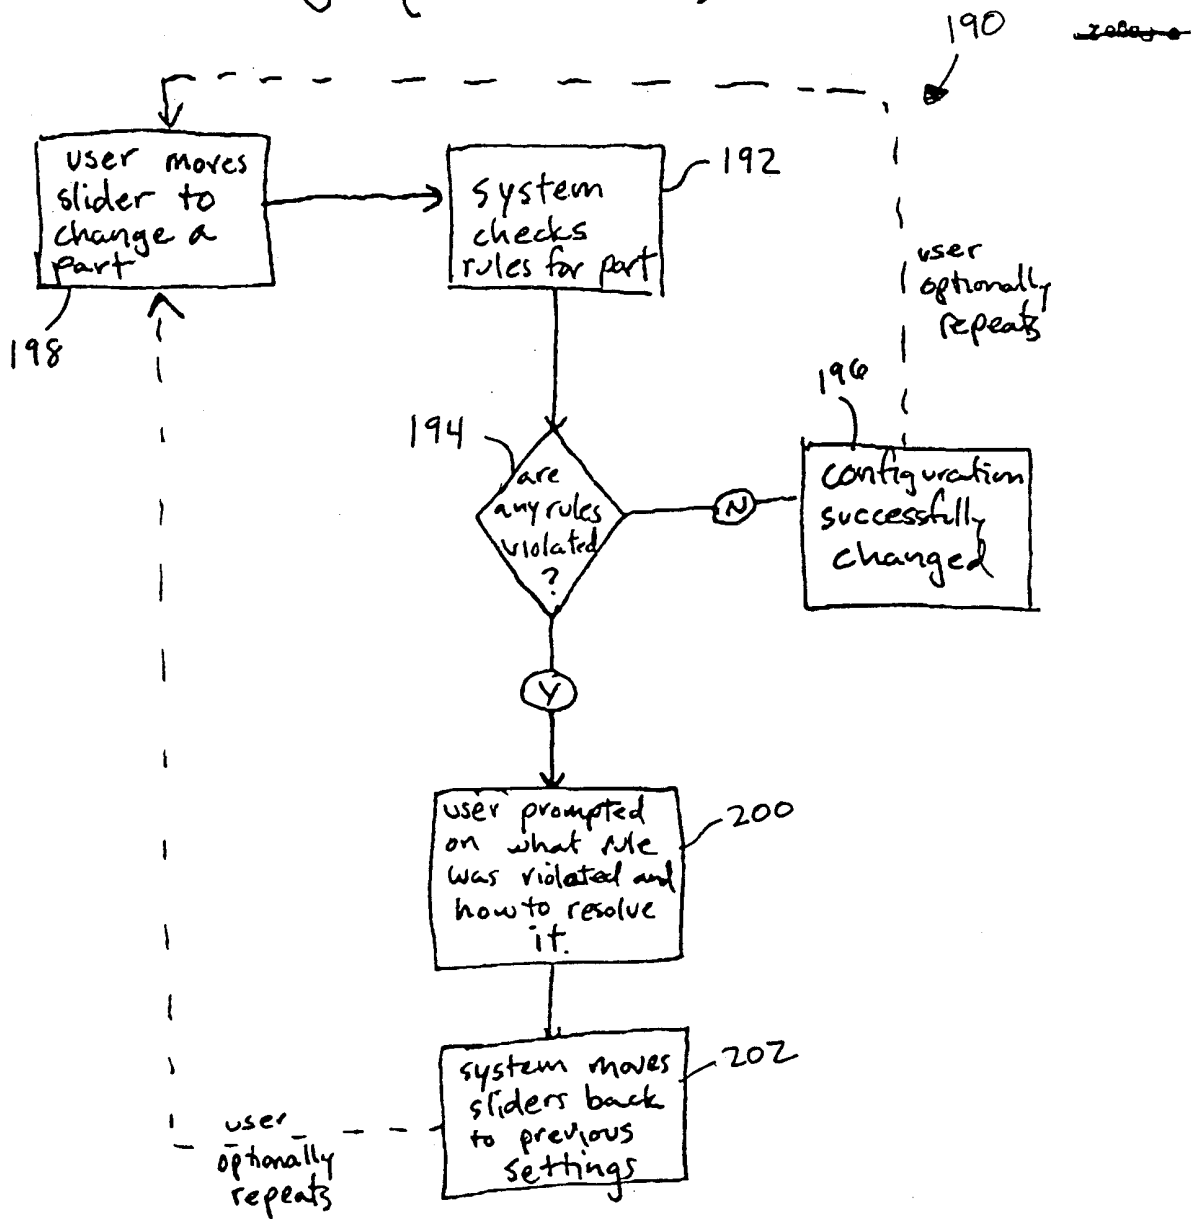 190
user moves
slider to
change a
part
198
system
checks
rules for part
192
user
optionally
repeats
194
are
any rules
violated
?
N
196
configuration
successfully
changed
Y
user prompted
on what rule
was violated and
how to resolve
it.
200
system moves
sliders back
to previous
settings
202
user
optionally
repeats